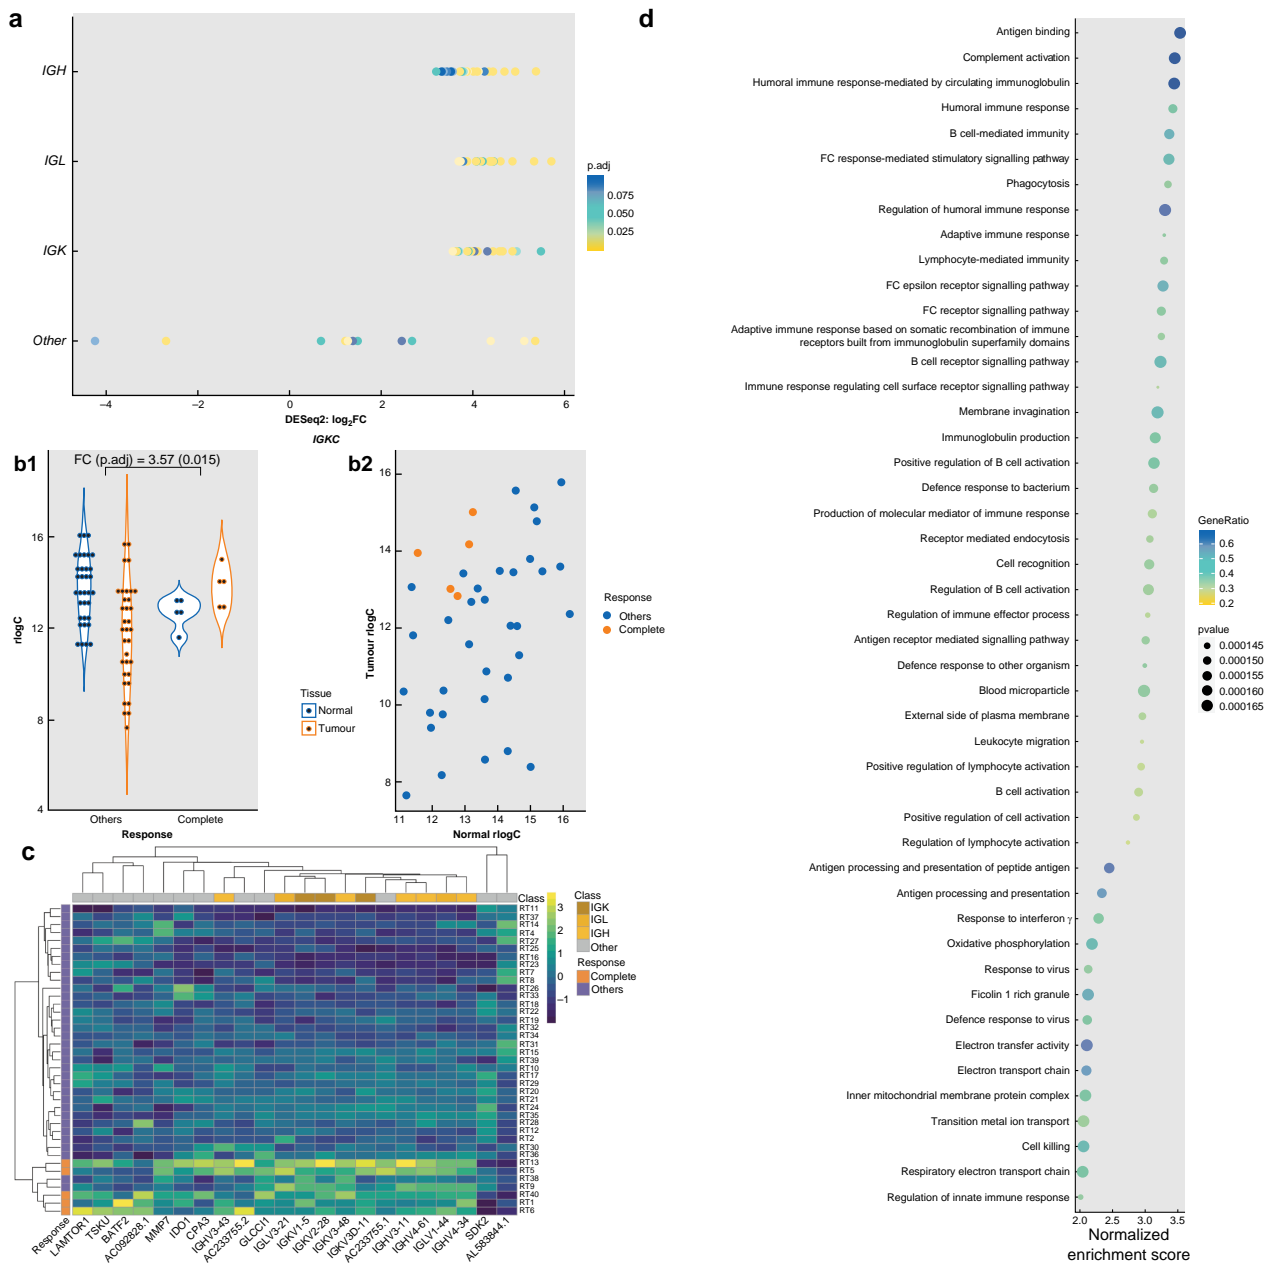 a
IGH
IGL
IGK
Other
−4
−2
0
2
4
6
DESeq2: log2FC
p.adj
0.075
0.050
0.025
IGKC
b1
FC (p.adj) = 3.57 (0.015)
rlogC
16
12
8
4
Others
Complete
Response
Tissue
Normal
Tumour
b2
Tumour rlogC
16
14
12
10
8
11
12
13
14
15
16
Normal rlogC
Response
Others
Complete
c
Class
RT11
RT37
RT14
RT4
RT27
RT25
RT16
RT23
RT7
RT8
RT26
RT33
RT18
RT22
RT19
RT32
RT34
RT31
RT15
RT39
RT10
RT17
RT29
RT20
RT21
RT24
RT35
RT28
RT12
RT2
RT30
RT36
RT13
RT5
RT38
RT9
RT40
RT1
RT6
Response
LAMTOR1
TSKU
BATF2
AC092828.1
MMP7
IDO1
CPA3
IGHV3-43
AC233755.2
GLCCI1
IGLV3-21
IGKV1-5
IGKV2-28
IGKV3-48
IGKV3D-11
AC233755.1
IGHV3-11
IGHV4-61
IGLV1-44
IGHV4-34
SDK2
AL583844.1
3
2
1
0
−1
Class
IGK
IGL
IGH
Other
Response
Complete
Others
d
Antigen binding
Complement activation
Humoral immune response-mediated by circulating immunoglobulin
Humoral immune response
B cell-mediated immunity
FC response-mediated stimulatory signalling pathway
Phagocytosis
Regulation of humoral immune response
Adaptive immune response
Lymphocyte-mediated immunity
FC epsilon receptor signalling pathway
FC receptor signalling pathway
Adaptive immune response based on somatic recombination of immune
receptors built from immunoglobulin superfamily domains
B cell receptor signalling pathway
Immune response regulating cell surface receptor signalling pathway
Membrane invagination
Immunoglobulin production
Positive regulation of B cell activation
Defence response to bacterium
Production of molecular mediator of immune response
Receptor mediated endocytosis
Cell recognition
Regulation of B cell activation
Regulation of immune effector process
Antigen receptor mediated signalling pathway
Defence response to other organism
Blood microparticle
External side of plasma membrane
Leukocyte migration
Positive regulation of lymphocyte activation
B cell activation
Positive regulation of cell activation
Regulation of lymphocyte activation
Antigen processing and presentation of peptide antigen
Antigen processing and presentation
Response to interferon γ
Oxidative phosphorylation
Response to virus
Ficolin 1 rich granule
Defence response to virus
Electron transfer activity
Electron transport chain
Inner mitochondrial membrane protein complex
Transition metal ion transport
Cell killing
Respiratory electron transport chain
Regulation of innate immune response
2.0
2.5
3.0
3.5
Normalized
enrichment score
GeneRatio
0.6
0.5
0.4
0.3
0.2
pvalue
0.000145
0.000150
0.000155
0.000160
0.000165